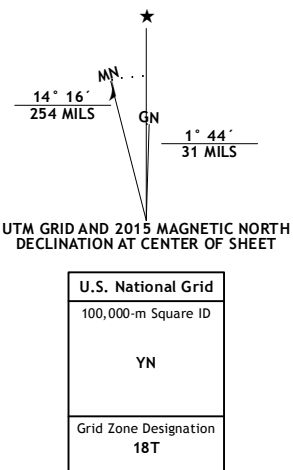 ★
MN
GN
14° 16´
254 MILS
1° 44´
31 MILS
UTM GRID AND 2015 MAGNETIC NORTH
DECLINATION AT CENTER OF SHEET
U.S. National Grid
100,000-m Square ID
YN
Grid Zone Designation
18T